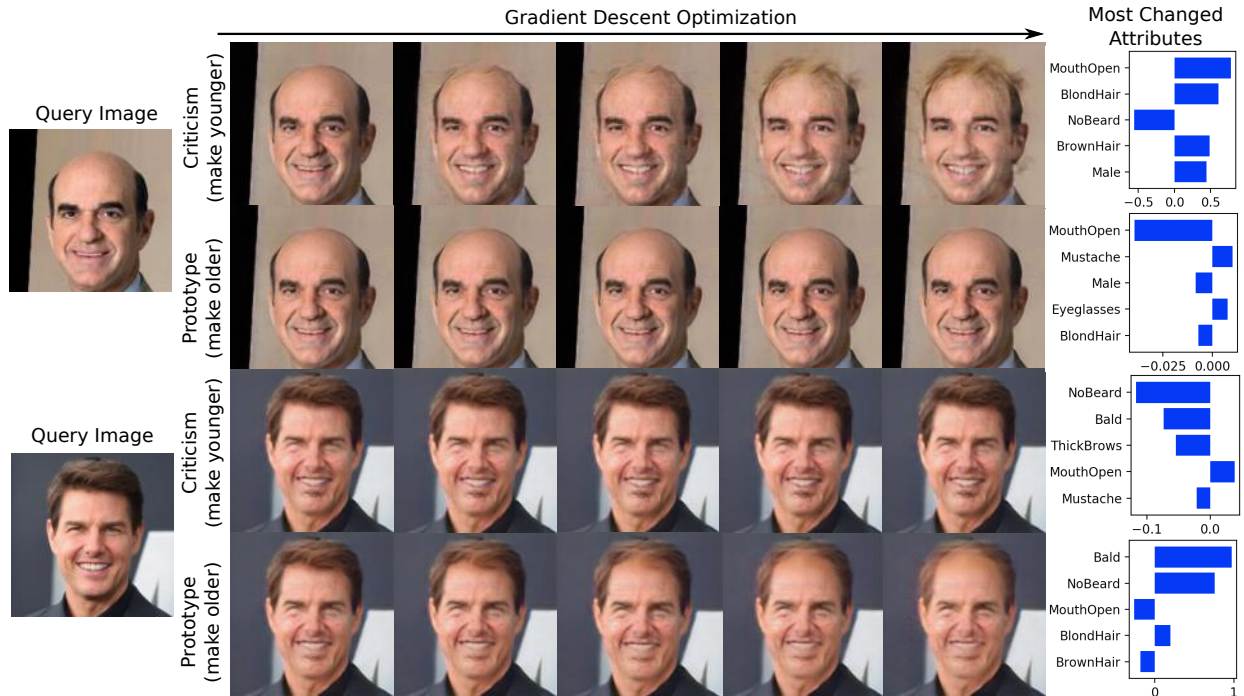 Gradient Descent Optimization
Most Changed
Attributes
Query Image
Criticism
(make younger)
MouthOpen
BlondHair
NoBeard
BrownHair
Male
−0.5 0.0 0.5
Prototype
(make older)
MouthOpen
Mustache
Male
Eyeglasses
BlondHair
−0.025 0.000
Query Image
Criticism
(make younger)
NoBeard
Bald
ThickBrows
MouthOpen
Mustache
−0.1 0.0
Prototype
(make older)
Bald
NoBeard
MouthOpen
BlondHair
BrownHair
0 1